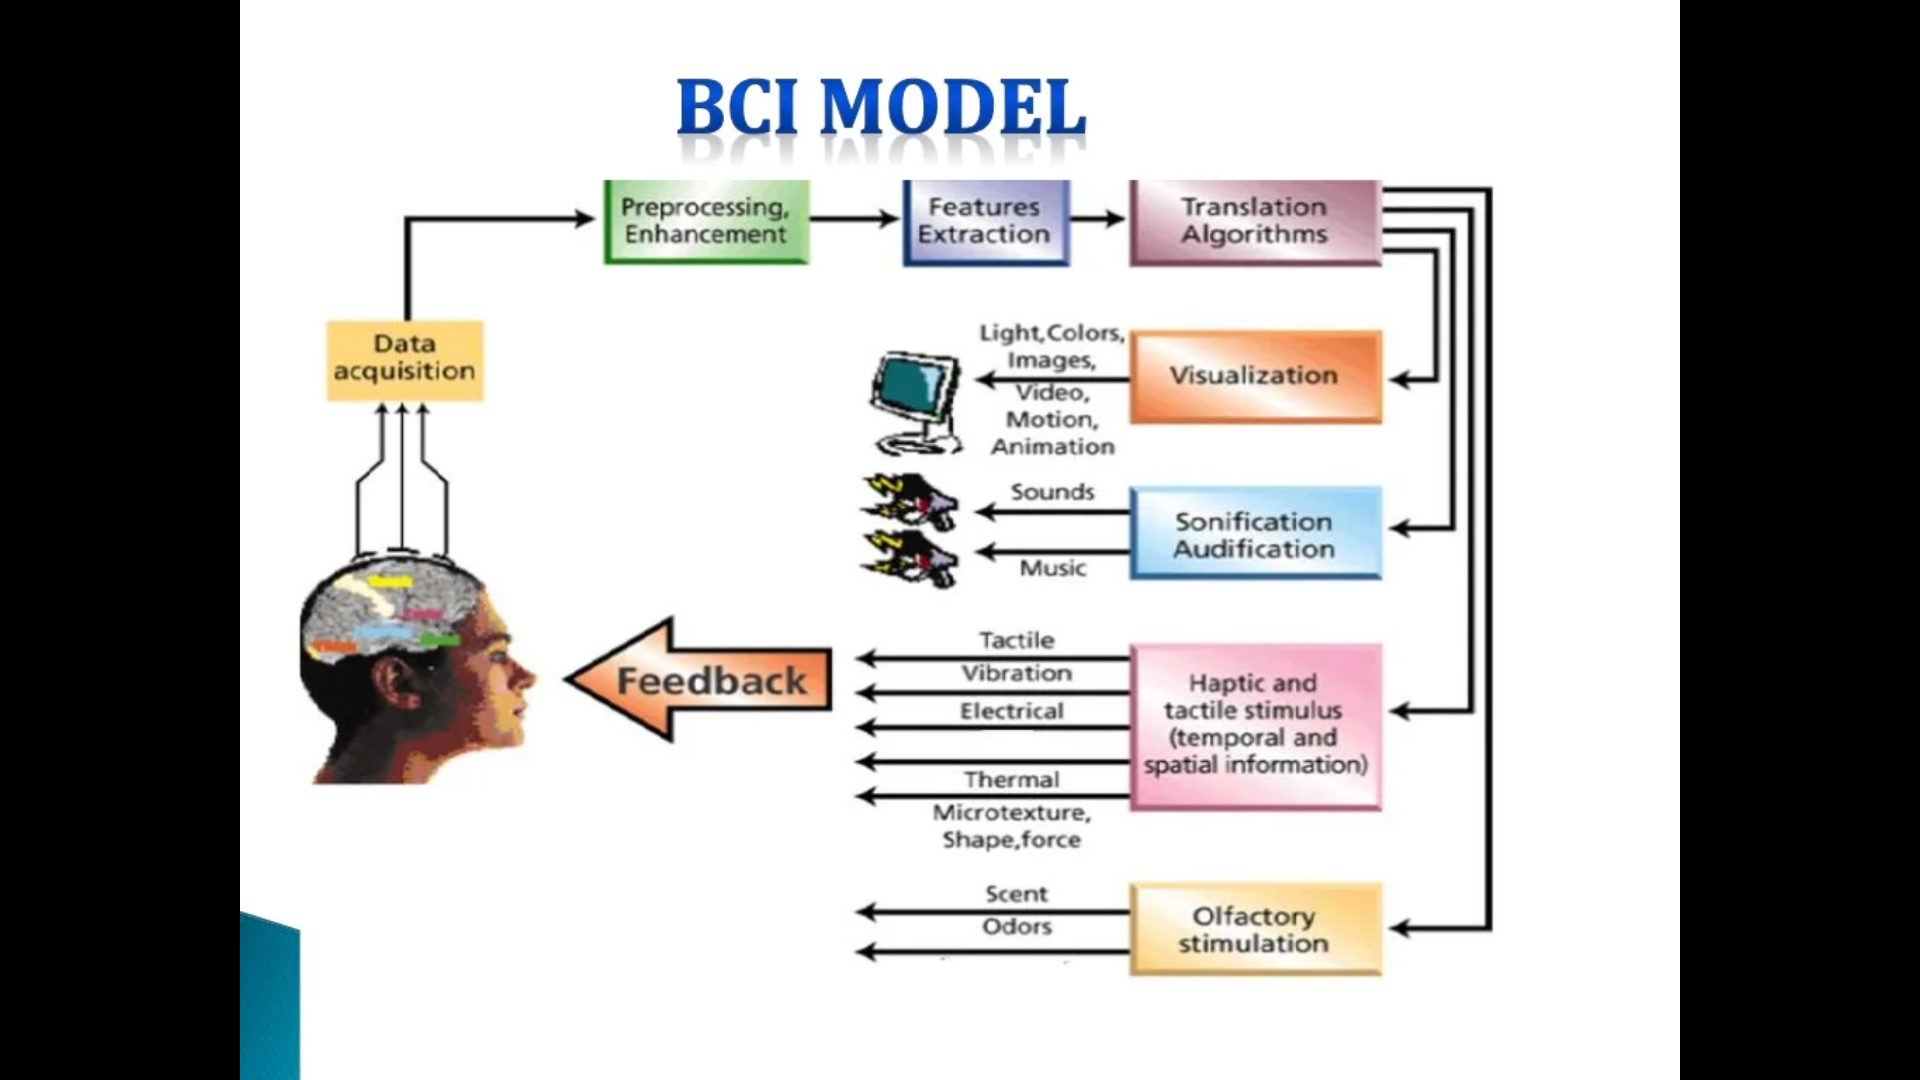 BCI MODEL
Preprocessing,
Enhancement
Features
Extraction
Translation
Algorithms
Data
acquisition
Light,Colors,
Images,
Video,
Motion,
Animation
Visualization
Sounds
Music
Sonification
Audification
Feedback
Tactile
Vibration
Electrical
Thermal
Microtexture,
Shape,force
Haptic and
tactile stimulus
(temporal and
spatial information)
Scent
Odors
Olfactory
stimulation